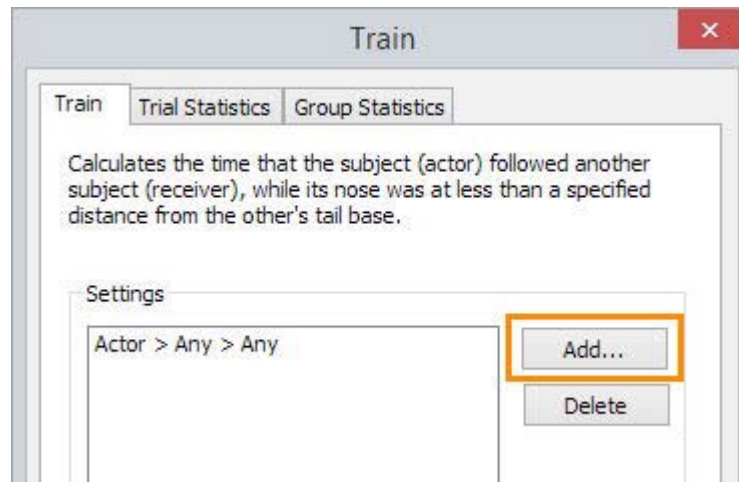 Train
Train Trial Statistics Group Statistics
Calculates the time that the subject (actor) followed another
subject (receiver), while its nose was at less than a specified
distance from the other's tail base.
Settings
Actor > Any > Any
Add...
Delete